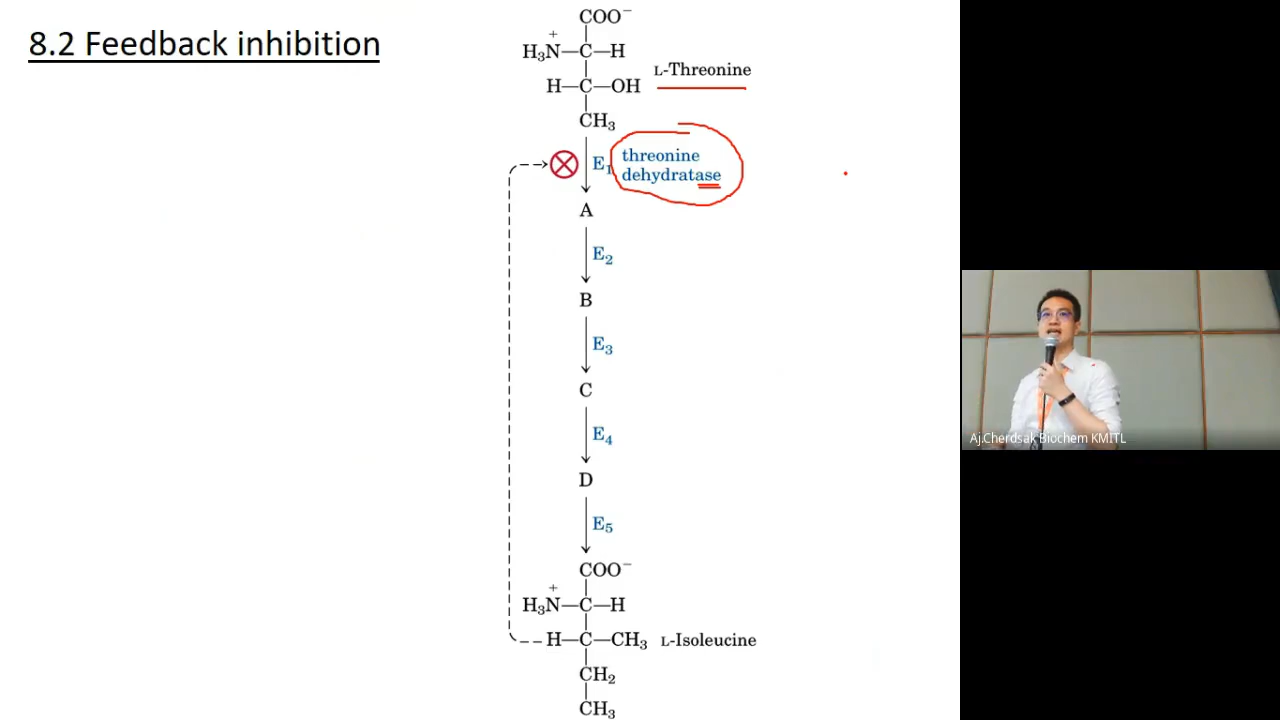 8.2 Feedback inhibition
COO⁻
H₃N⁺—C—H
H—C—OH
CH₃
L-Threonine
E₁ threonine
dehydratase
A
E₂
B
E₃
C
E₄
D
E₅
COO⁻
H₃N⁺—C—H
H—C—CH₃ L-Isoleucine
CH₂
CH₃
Aj.Cherdsak Biochem KMITL